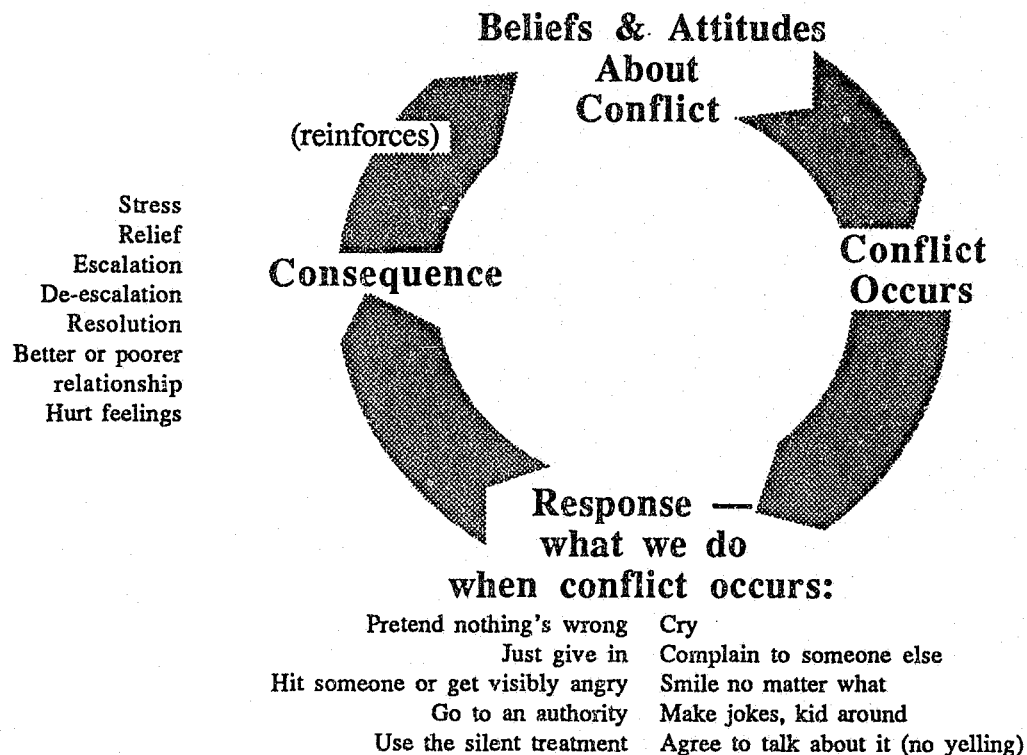 Beliefs & Attitudes
About
Conflict
(reinforces)
Stress
Relief
Escalation
De-escalation
Resolution
Better or poorer
relationship
Hurt feelings
Consequence
Conflict
Occurs
Response —
what we do
when conflict occurs:
Pretend nothing's wrong Cry
Just give in Complain to someone else
Hit someone or get visibly angry Smile no matter what
Go to an authority Make jokes, kid around
Use the silent treatment Agree to talk about it (no yelling)